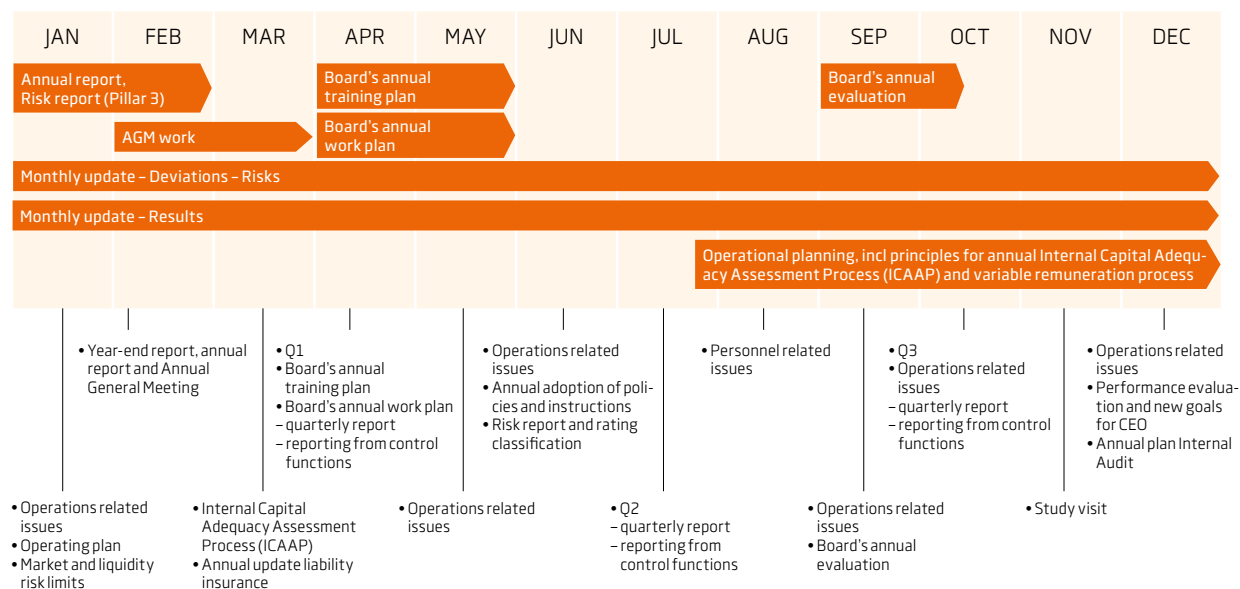 JAN FEB MAR APR MAY JUN JUL AUG SEP OCT NOV DEC
Annual report,
Risk report (Pillar 3)
Board's annual
training plan
Board's annual
evaluation
AGM work
Board's annual
work plan
Monthly update – Deviations – Risks
Monthly update – Results
Operational planning, incl principles for annual Internal Capital Adequ-
acy Assessment Process (ICAAP) and variable remuneration process
• Year-end report, annual
report and Annual
General Meeting
• Q1
• Board's annual
training plan
• Board's annual work plan
– quarterly report
– reporting from control
functions
• Operations related
issues
• Annual adoption of poli-
cies and instructions
• Risk report and rating
classification
• Personnel related
issues
• Q3
• Operations related
issues
– quarterly report
– reporting from control
functions
• Operations related
issues
• Performance evalua-
tion and new goals
for CEO
• Annual plan Internal
Audit
• Operations related
issues
• Operating plan
• Market and liquidity
risk limits
• Internal Capital
Adequacy Assessment
Process (ICAAP)
• Annual update liability
insurance
• Operations related
issues
• Q2
– quarterly report
– reporting from
control functions
• Operations related
issues
• Board's annual
evaluation
• Study visit